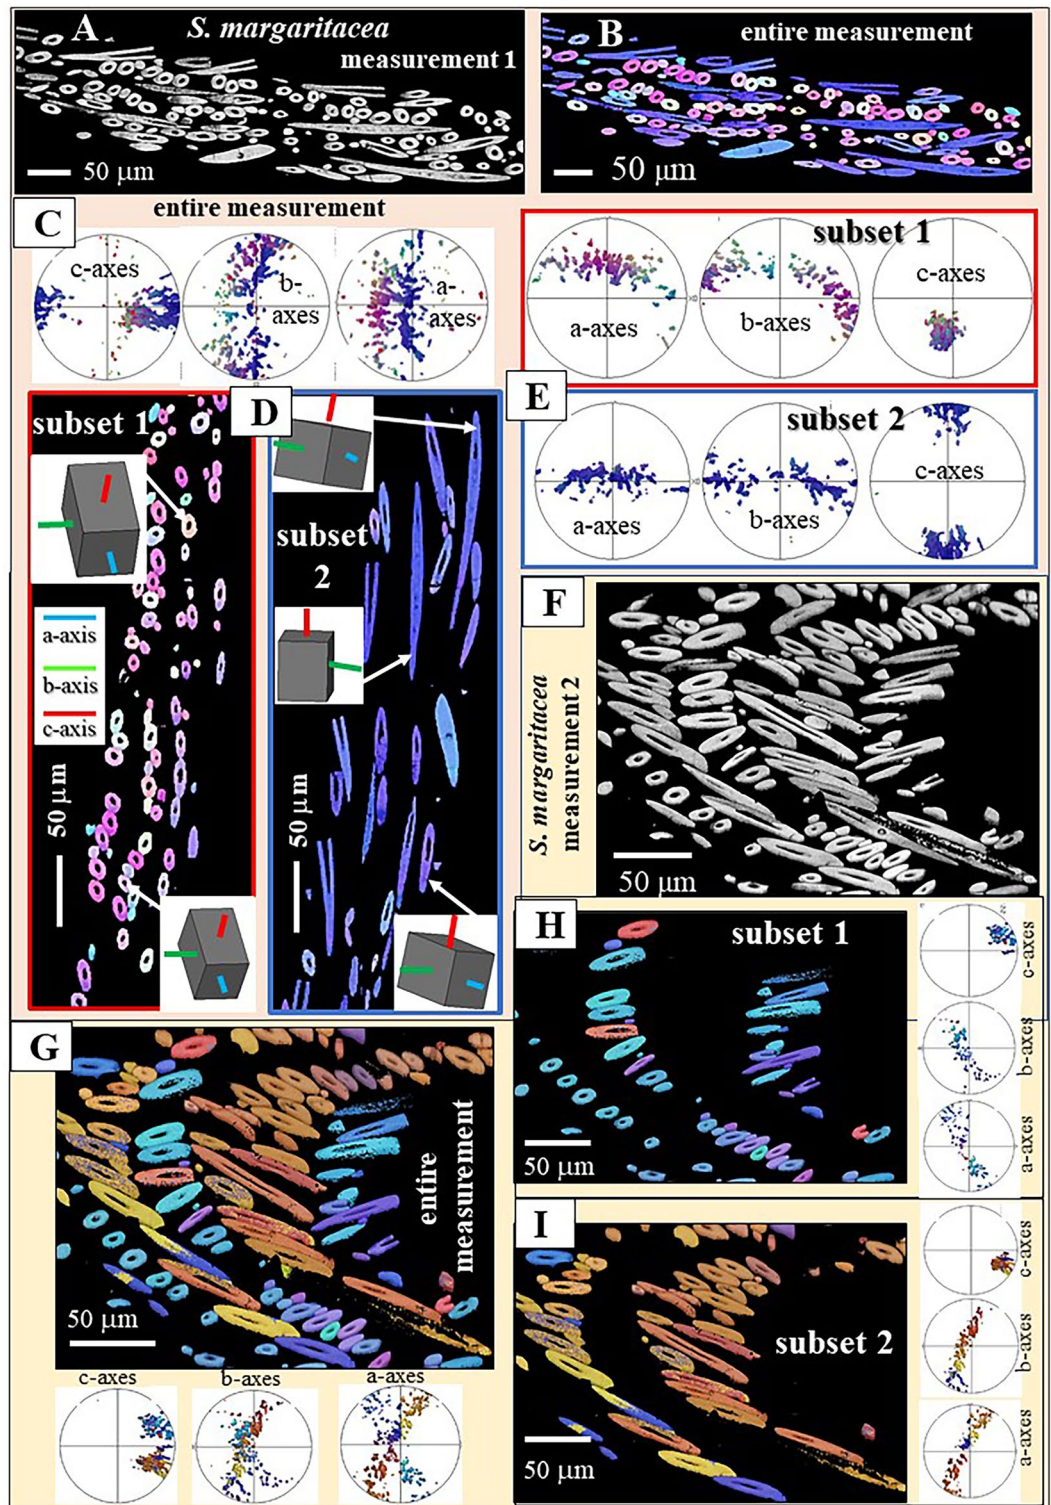 A
S. margaritacea
measurement 1
50 µm
B
entire measurement
50 µm
C
entire measurement
c-axes
b-
axes
a-
axes
subset 1
a-axes
b-axes
c-axes
D
subset 1
a-axis
b-axis
c-axis
50 µm
subset
2
50 µm
E
subset 2
a-axes
b-axes
c-axes
F
S. margaritacea
measurement 2
50 µm
G
entire
measurement
50 µm
c-axes
b-axes
a-axes
H
subset 1
50 µm
c-axes
b-axes
a-axes
I
subset 2
50 µm
c-axes
b-axes
a-axes